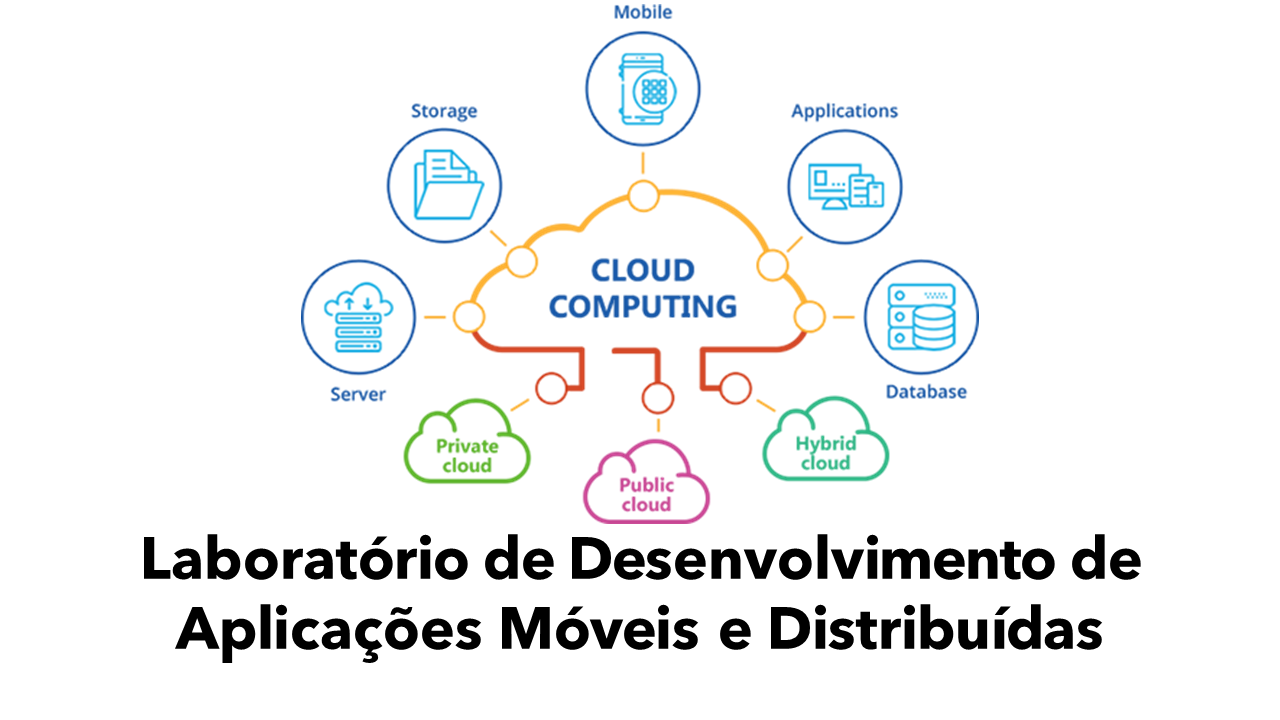 Mobile
Storage
Applications
CLOUD
COMPUTING
Server
Database
Private
cloud
Public
cloud
Hybrid
cloud
Laboratório de Desenvolvimento de
Aplicações Móveis e Distribuídas